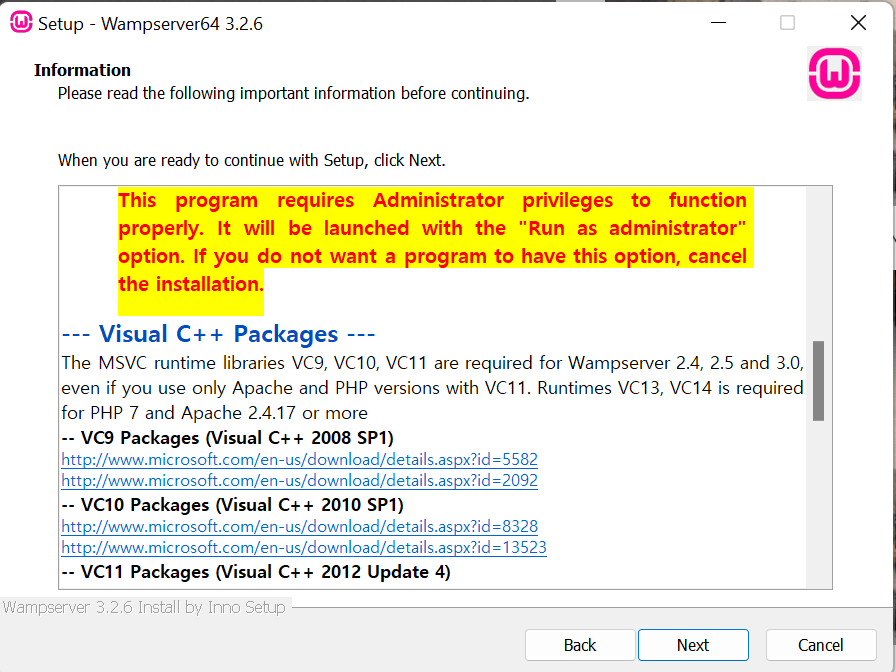 Setup - Wampserver64 3.2.6
Information
Please read the following important information before continuing.
When you are ready to continue with Setup, click Next.
This program requires Administrator privileges to function
properly. It will be launched with the "Run as administrator"
option. If you do not want a program to have this option, cancel
the installation.
--- Visual C++ Packages ---
The MSVC runtime libraries VC9, VC10, VC11 are required for Wampserver 2.4, 2.5 and 3.0,
even if you use only Apache and PHP versions with VC11. Runtimes VC13, VC14 is required
for PHP 7 and Apache 2.4.17 or more
-- VC9 Packages (Visual C++ 2008 SP1)
http://www.microsoft.com/en-us/download/details.aspx?id=5582
http://www.microsoft.com/en-us/download/details.aspx?id=2092
-- VC10 Packages (Visual C++ 2010 SP1)
http://www.microsoft.com/en-us/download/details.aspx?id=8328
http://www.microsoft.com/en-us/download/details.aspx?id=13523
-- VC11 Packages (Visual C++ 2012 Update 4)
Wampserver 3.2.6 Install by Inno Setup
Back Next Cancel